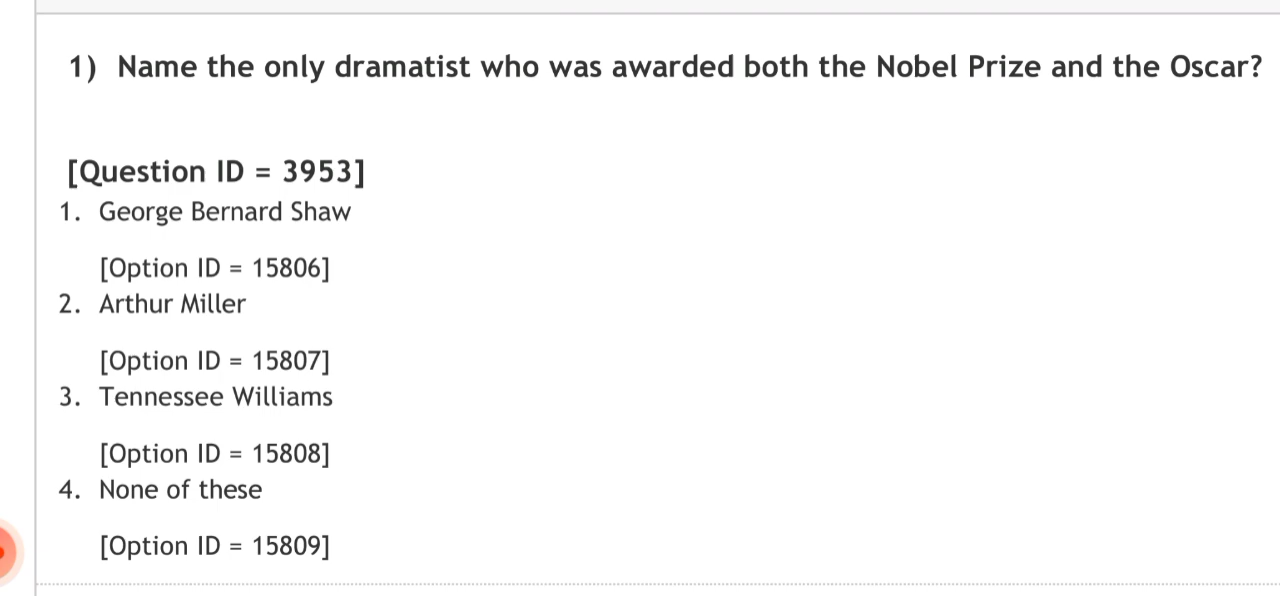 1) Name the only dramatist who was awarded both the Nobel Prize and the Oscar?
[Question ID = 3953]
1. George Bernard Shaw
[Option ID = 15806]
2. Arthur Miller
[Option ID = 15807]
3. Tennessee Williams
[Option ID = 15808]
4. None of these
[Option ID = 15809]